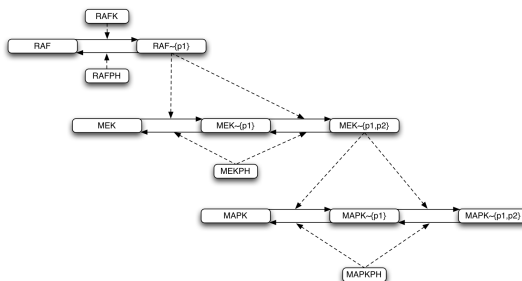 RAFK
RAF
RAF~{p1}
RAFPH
MEK
MEK~{p1}
MEK~{p1,p2}
MEKPH
MAPK
MAPK~{p1}
MAPK~{p1,p2}
MAPKPH